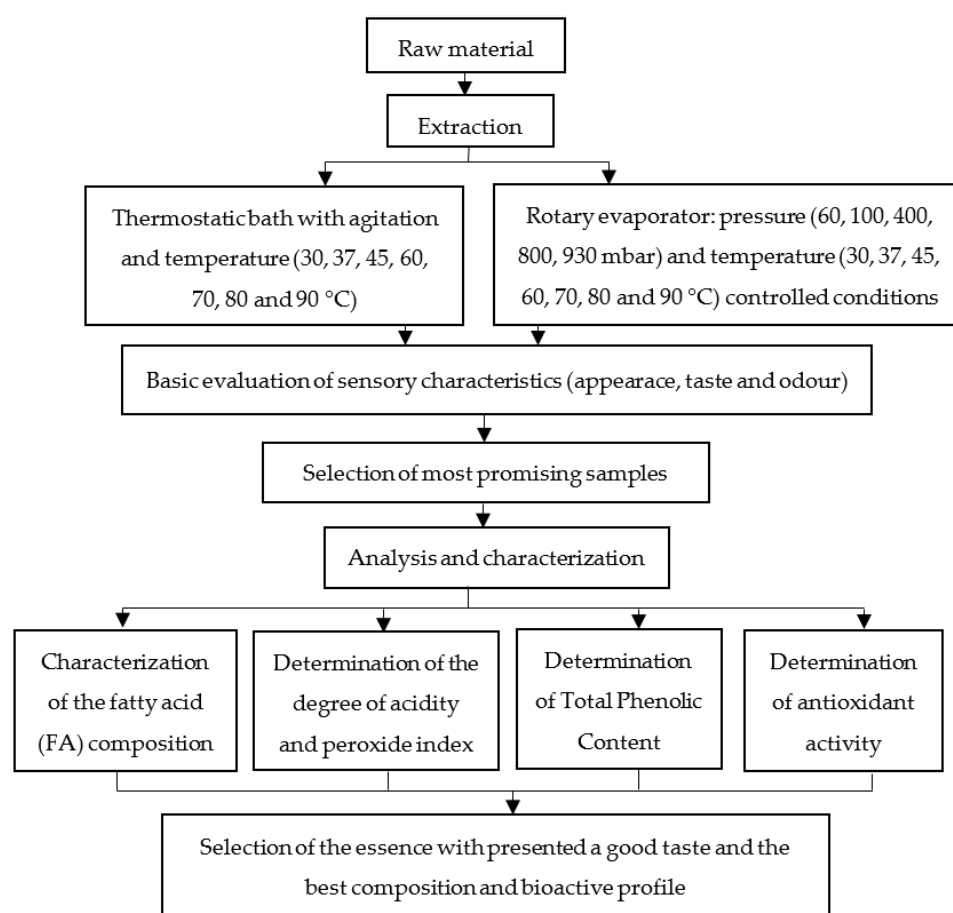 Raw material
Extraction
Thermostatic bath with agitation
and temperature (30, 37, 45, 60,
70, 80 and 90 °C)
Rotary evaporator: pressure (60, 100, 400,
800, 930 mbar) and temperature (30, 37, 45,
60, 70, 80 and 90 °C) controlled conditions
Basic evaluation of sensory characteristics (appearace, taste and odour)
Selection of most promising samples
Analysis and characterization
Characterization
of the fatty acid
(FA) composition
Determination of the
degree of acidity
and peroxide index
Determination
of Total Phenolic
Content
Determination
of antioxidant
activity
Selection of the essence with presented a good taste and the
best composition and bioactive profile